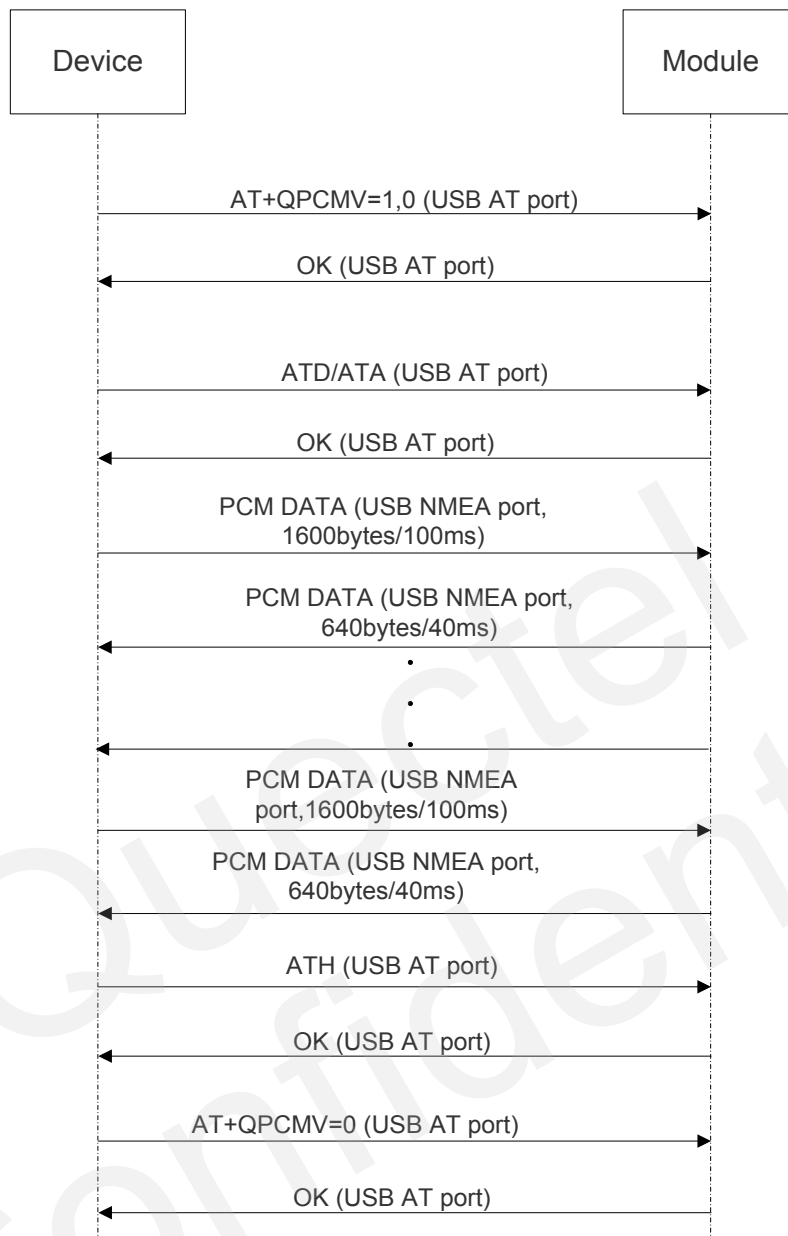 Device
Module
AT+QPCMV=1,0 (USB AT port)
OK (USB AT port)
ATD/ATA (USB AT port)
OK (USB AT port)
PCM DATA (USB NMEA port,
1600bytes/100ms)
PCM DATA (USB NMEA port,
640bytes/40ms)
PCM DATA (USB NMEA
port,1600bytes/100ms)
PCM DATA (USB NMEA port,
640bytes/40ms)
ATH (USB AT port)
OK (USB AT port)
AT+QPCMV=0 (USB AT port)
OK (USB AT port)
Quectel
Confident